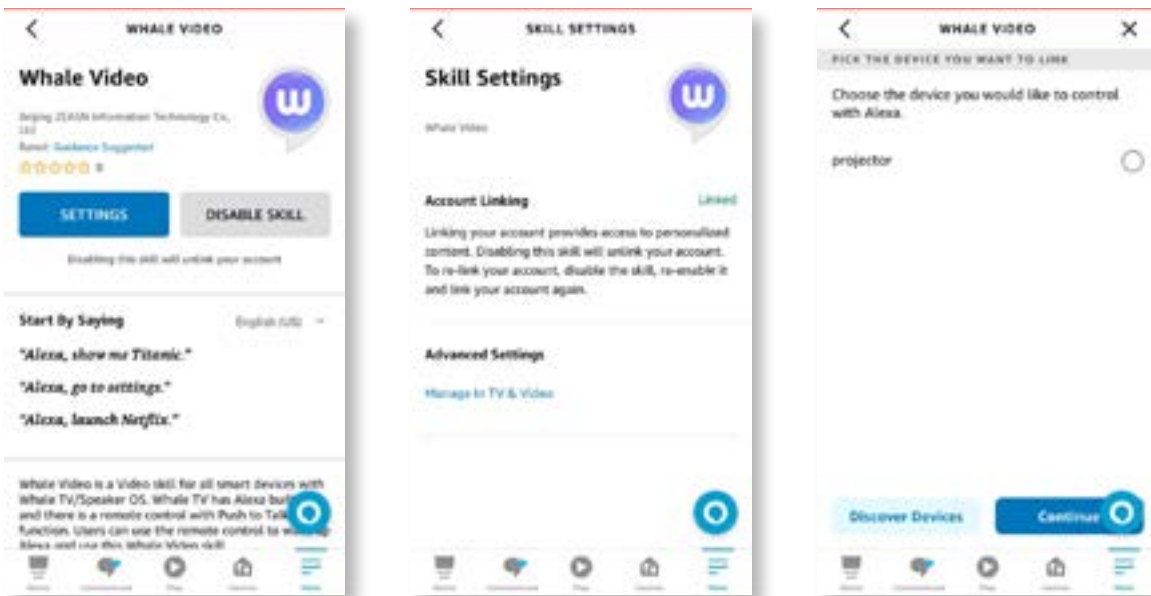 WHALE VIDEO
Whale Video
Beijing ZEASN Information Technology Co.,
Ltd
Rated: Guidance Suggested
0
SETTINGS
DISABLE SKILL
Disabling this skill will unlink your account
Start By Saying
English (US)
"Alexa, show me Titanic."
"Alexa, go to settings."
"Alexa, launch Netflix."
Whale Video is a Video skill for all smart devices with
Whale TV/Speaker OS. Whale TV has Alexa
and there is a remote control with Push to Talk
function. Users can use the remote control to
Alexa and use this Whale Video skill
SKILL SETTINGS
Skill Settings
Whale Video
Account Linking
Linked
Linking your account provides access to personalized
content. Disabling this skill will unlink your account.
To re-link your account, disable the skill, re-enable it
and link your account again.
Advanced Settings
Manage in TV & Video
WHALE VIDEO
PICK THE DEVICE YOU WANT TO LINK
Choose the device you would like to control
with Alexa.
projector
Discover Devices
Continue